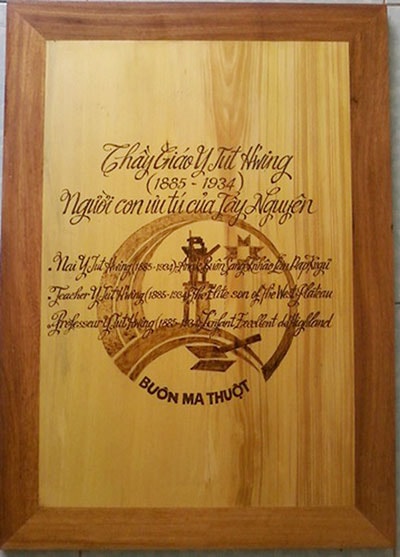 Thầy Giáo Y Jut H'wing
(1885 - 1934)
Người con ưu tú của Tây Nguyên
Nai Y Jut Hwing (1885-1934)
Teacher Y Jut Hwing (1885-1934) The Elite son of the West Plateau
Professeur Y Jut Hwing (1885-1934) L'enfant Excellent du Highland
BUÔN MA THUỘT